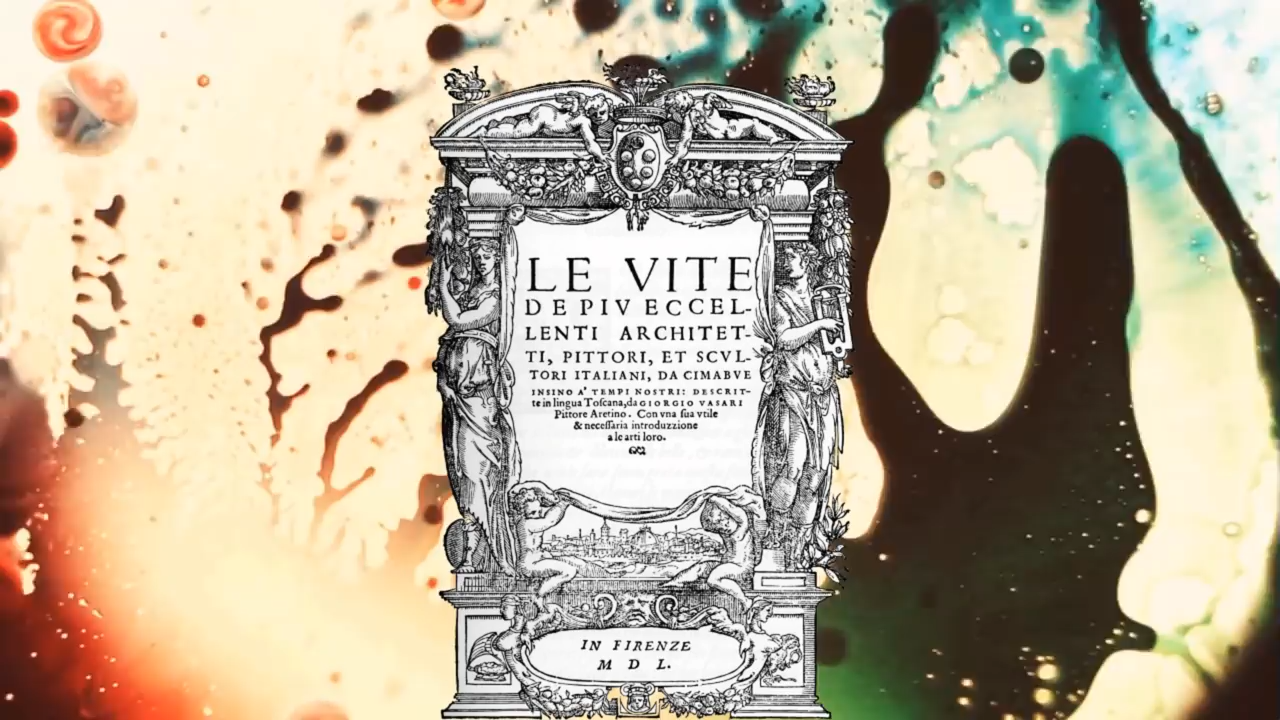 LE VITE
DE PIV ECCEL-
LENTI ARCHITET-
TI, PITTORI, ET SCVL-
TORI ITALIANI, DA CIMABVE
INSINO A' TEMPI NOSTRI: DESCRIT-
te in lingua Toscana, da GIORGIO VASARI
Pittore Aretino. Con vna ſua vtile
& neceſſaria introduzzione
a le arti loro.
IN FIRENZE
M D L.